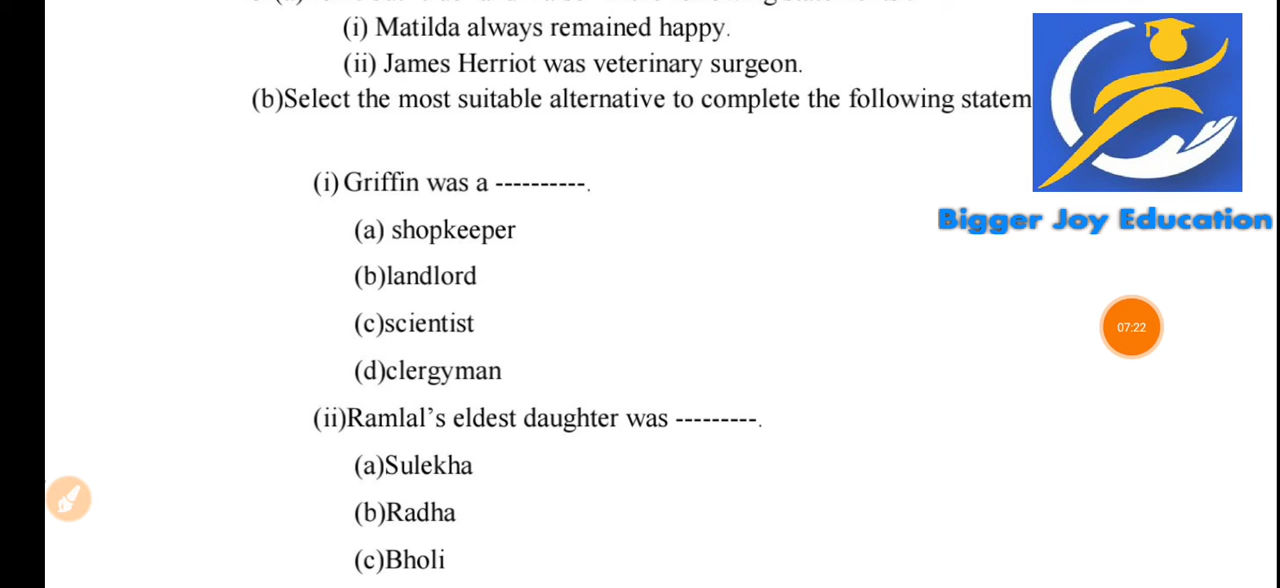 (i) Matilda always remained happy.
(ii) James Herriot was veterinary surgeon.
(b)Select the most suitable alternative to complete the following statem
(i) Griffin was a ----------.
(a) shopkeeper
(b)landlord
(c)scientist
(d)clergyman
(ii)Ramlal’s eldest daughter was ---------.
(a)Sulekha
(b)Radha
(c)Bholi
Bigger Joy Education
07:22